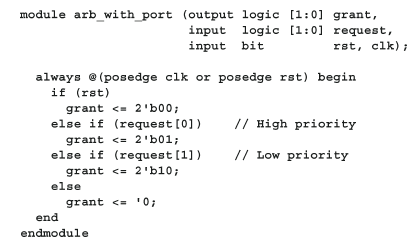 module arb_with_port (output logic [1:0] grant,
                      input  logic [1:0] request,
                      input  bit         rst, clk);

  always @(posedge clk or posedge rst) begin
    if (rst)
      grant <= 2'b00;
    else if (request[0])    // High priority
      grant <= 2'b01;
    else if (request[1])    // Low priority
      grant <= 2'b10;
    else
      grant <= '0;
  end
endmodule